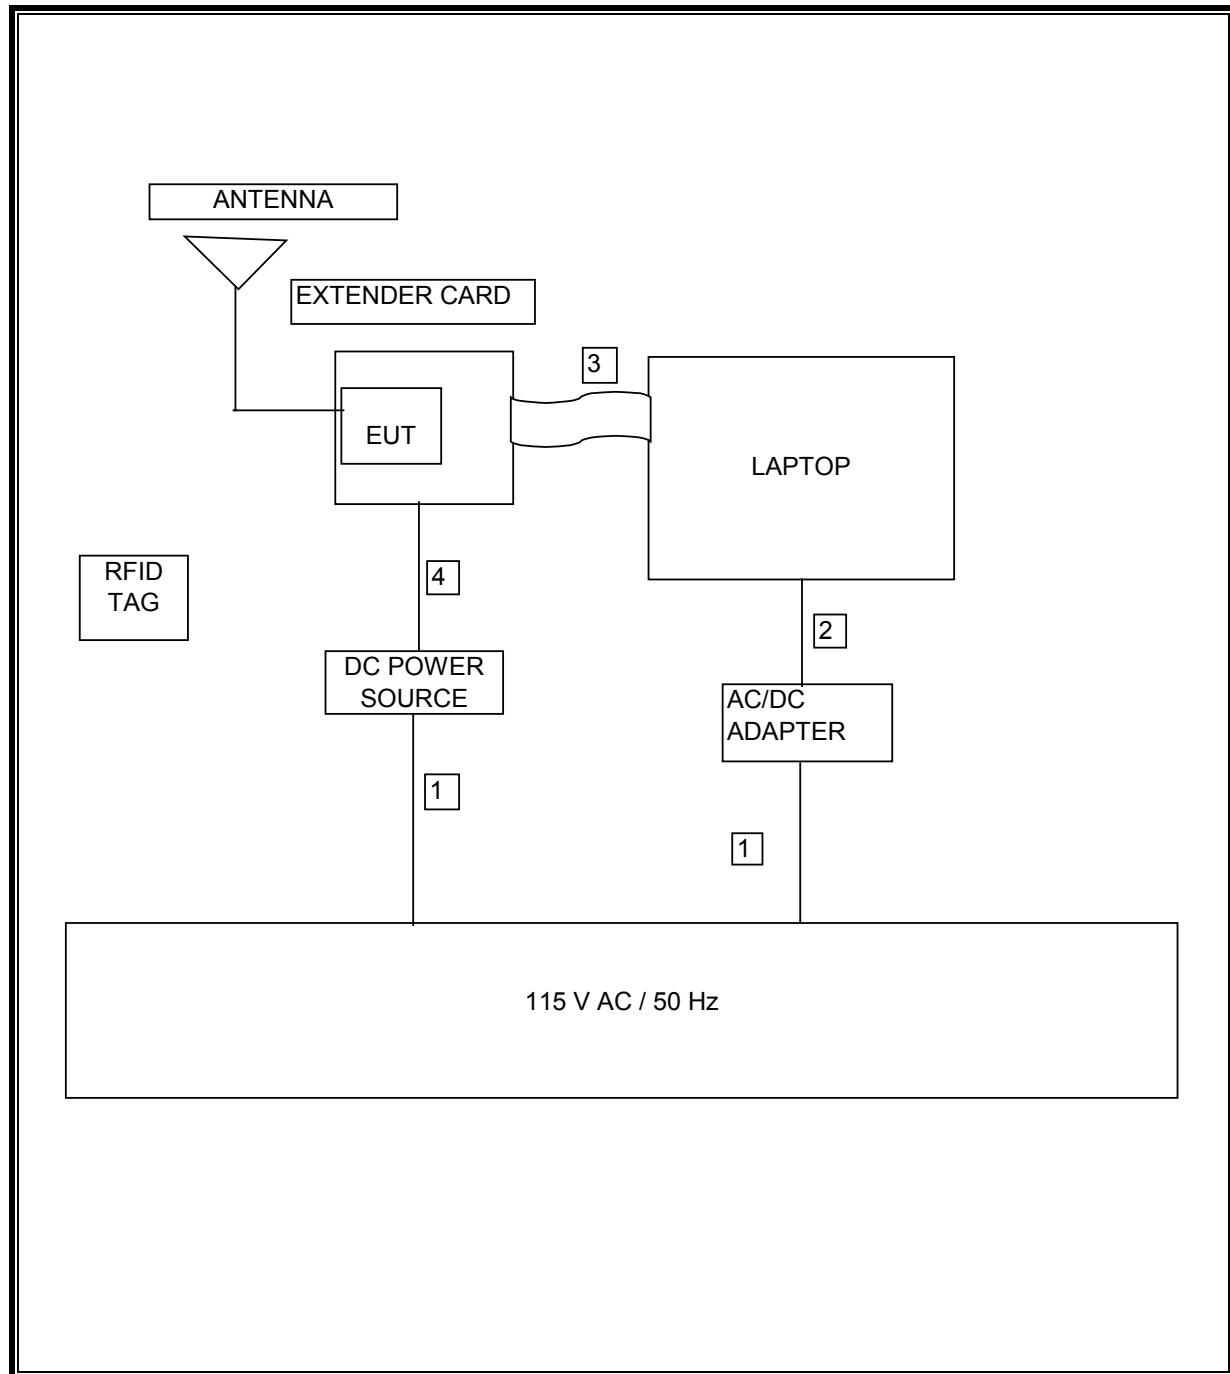 ANTENNA
EXTENDER CARD
3
EUT
LAPTOP
RFID
TAG
4
2
DC POWER
SOURCE
AC/DC
ADAPTER
1
1
115 V AC / 50 Hz